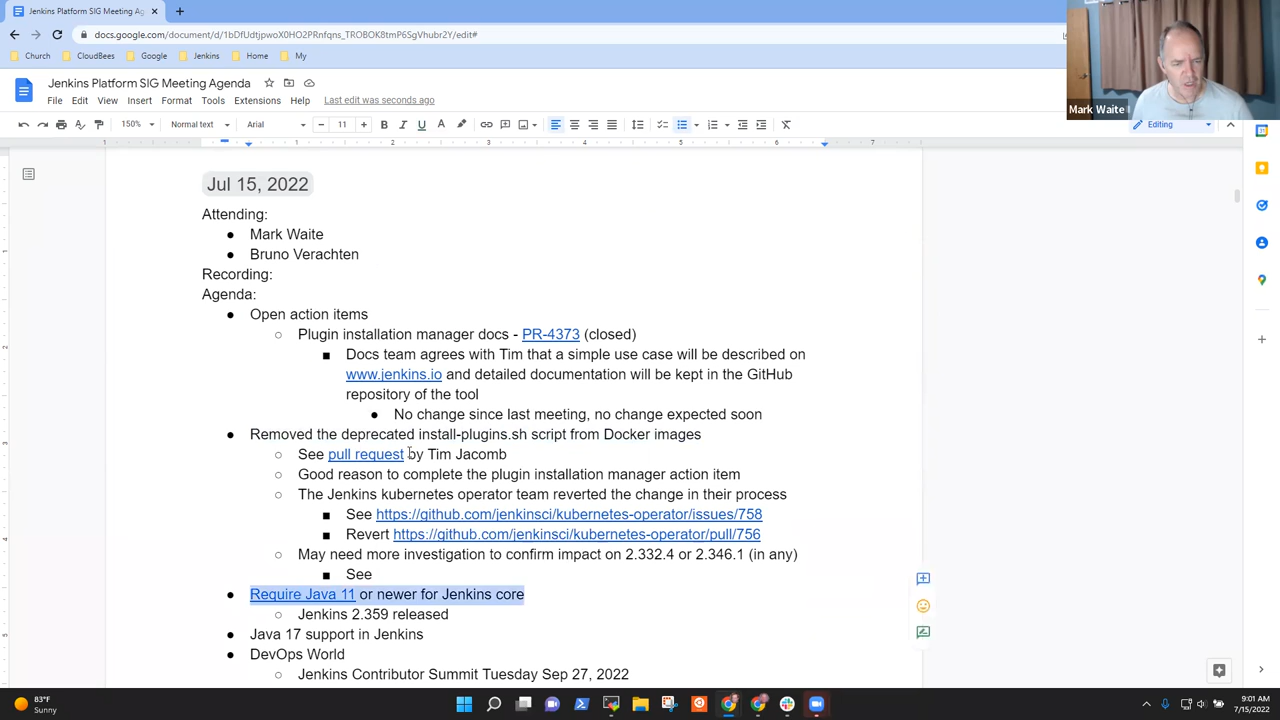 Jenkins Platform SIG Meeting Ag
docs.google.com/document/d/1bDfUdtjpwoX0HO2PRnfqns_TROBOK8tmP6SgVhubr2Y/edit#
Church
CloudBees
Google
Jenkins
Home
My
Mark Waite
Jenkins Platform SIG Meeting Agenda
File Edit View Insert Format Tools Extensions Help Last edit was seconds ago
150% Normal text Arial 11 Editing
1 1 2 3 4 5 6 7
Jul 15, 2022
Attending:
● Mark Waite
● Bruno Verachten
Recording:
Agenda:
● Open action items
○ Plugin installation manager docs - PR-4373 (closed)
■ Docs team agrees with Tim that a simple use case will be described on
www.jenkins.io and detailed documentation will be kept in the GitHub
repository of the tool
● No change since last meeting, no change expected soon
● Removed the deprecated install-plugins.sh script from Docker images
○ See pull request by Tim Jacomb
○ Good reason to complete the plugin installation manager action item
○ The Jenkins kubernetes operator team reverted the change in their process
■ See https://github.com/jenkinsci/kubernetes-operator/issues/758
■ Revert https://github.com/jenkinsci/kubernetes-operator/pull/756
○ May need more investigation to confirm impact on 2.332.4 or 2.346.1 (in any)
■ See
● Require Java 11 or newer for Jenkins core
○ Jenkins 2.359 released
● Java 17 support in Jenkins
● DevOps World
○ Jenkins Contributor Summit Tuesday Sep 27, 2022
83°F
Sunny
9:01 AM
7/15/2022